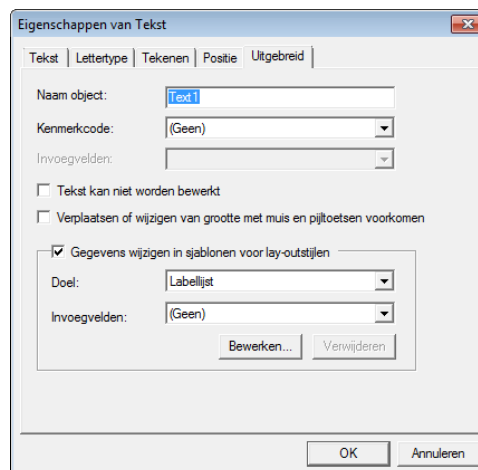 Eigenschappen van Tekst
Tekst Lettertype Tekenen Positie Uitgebreid
Naam object: Text1
Kenmerkcode: (Geen)
Invoegvelden:
Tekst kan niet worden bewerkt
Verplaatsen of wijzigen van grootte met muis en pijltoetsen voorkomen
Gegevens wijzigen in sjablonen voor lay-outstijlen
Doel: Labellijst
Invoegvelden: (Geen)
Bewerken... Verwijderen
OK Annuleren